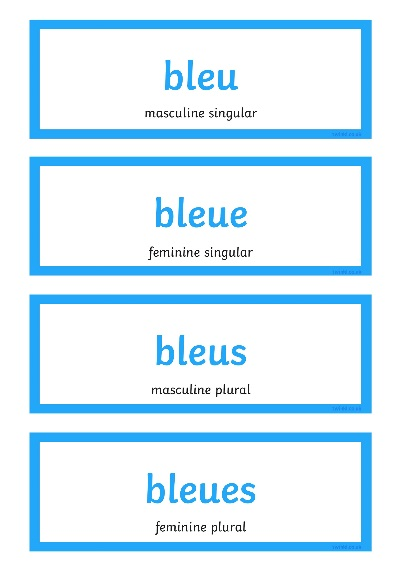 bleu
masculine singular
bleue
feminine singular
bleus
masculine plural
bleues
feminine plural